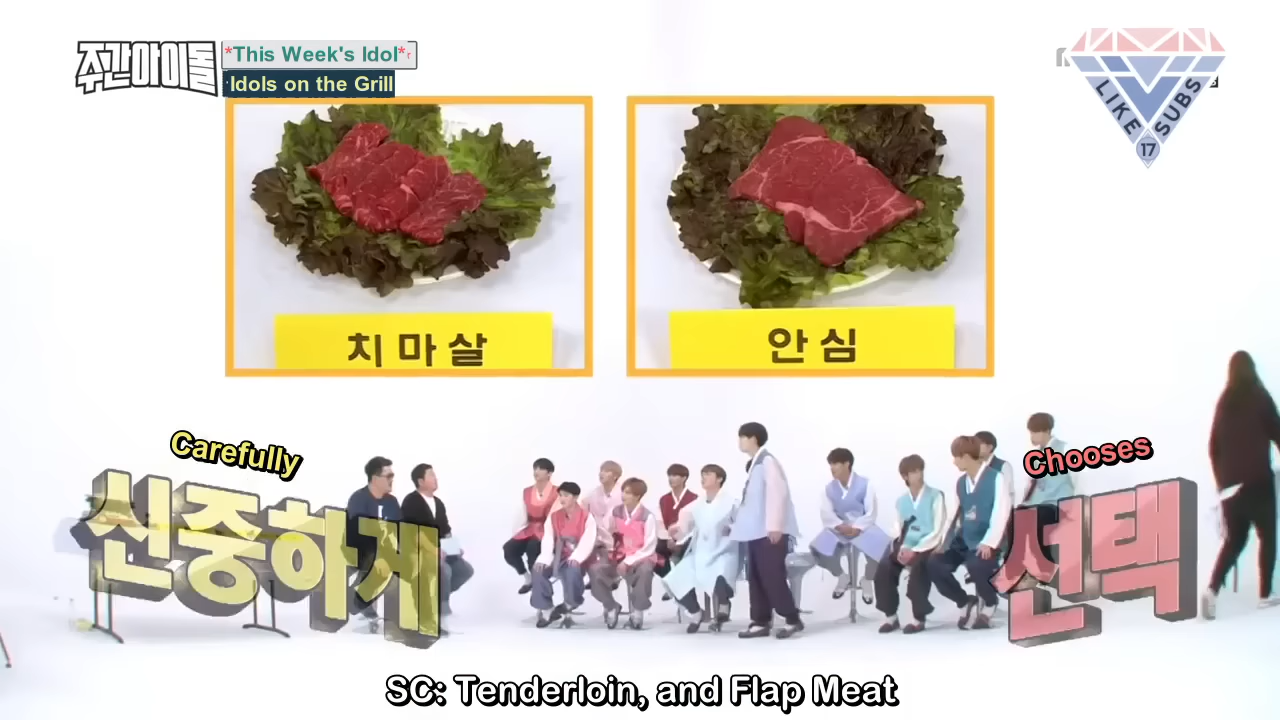 주간아이돌
*This Week's Idol*
Idols on the Grill
LIKE SUBS
17
치마살
안심
Carefully
신중하게
Chooses
선택
SC: Tenderloin, and Flap Meat